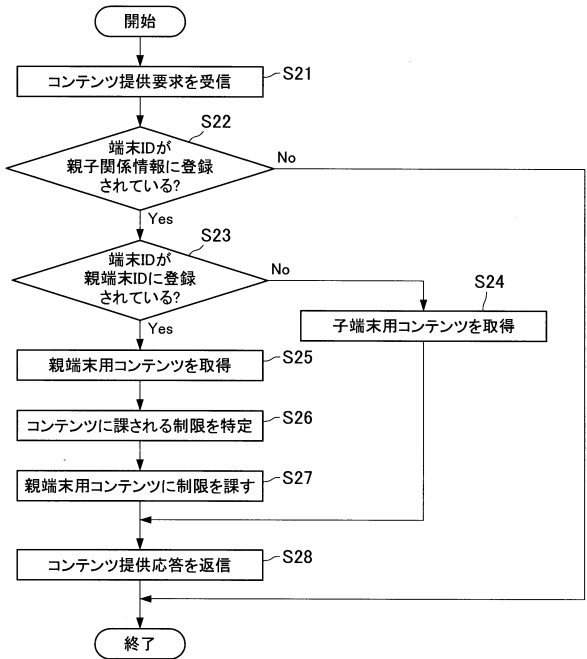 開始
コンテンツ提供要求を受信
S21
S22
端末IDが
親子関係情報に登録
されている?
No
Yes
S23
端末IDが
親端末IDに登録
されている?
No
Yes
S24
子端末用コンテンツを取得
親端末用コンテンツを取得
S25
コンテンツに課される制限を特定
S26
親端末用コンテンツに制限を課す
S27
コンテンツ提供応答を返信
S28
終了